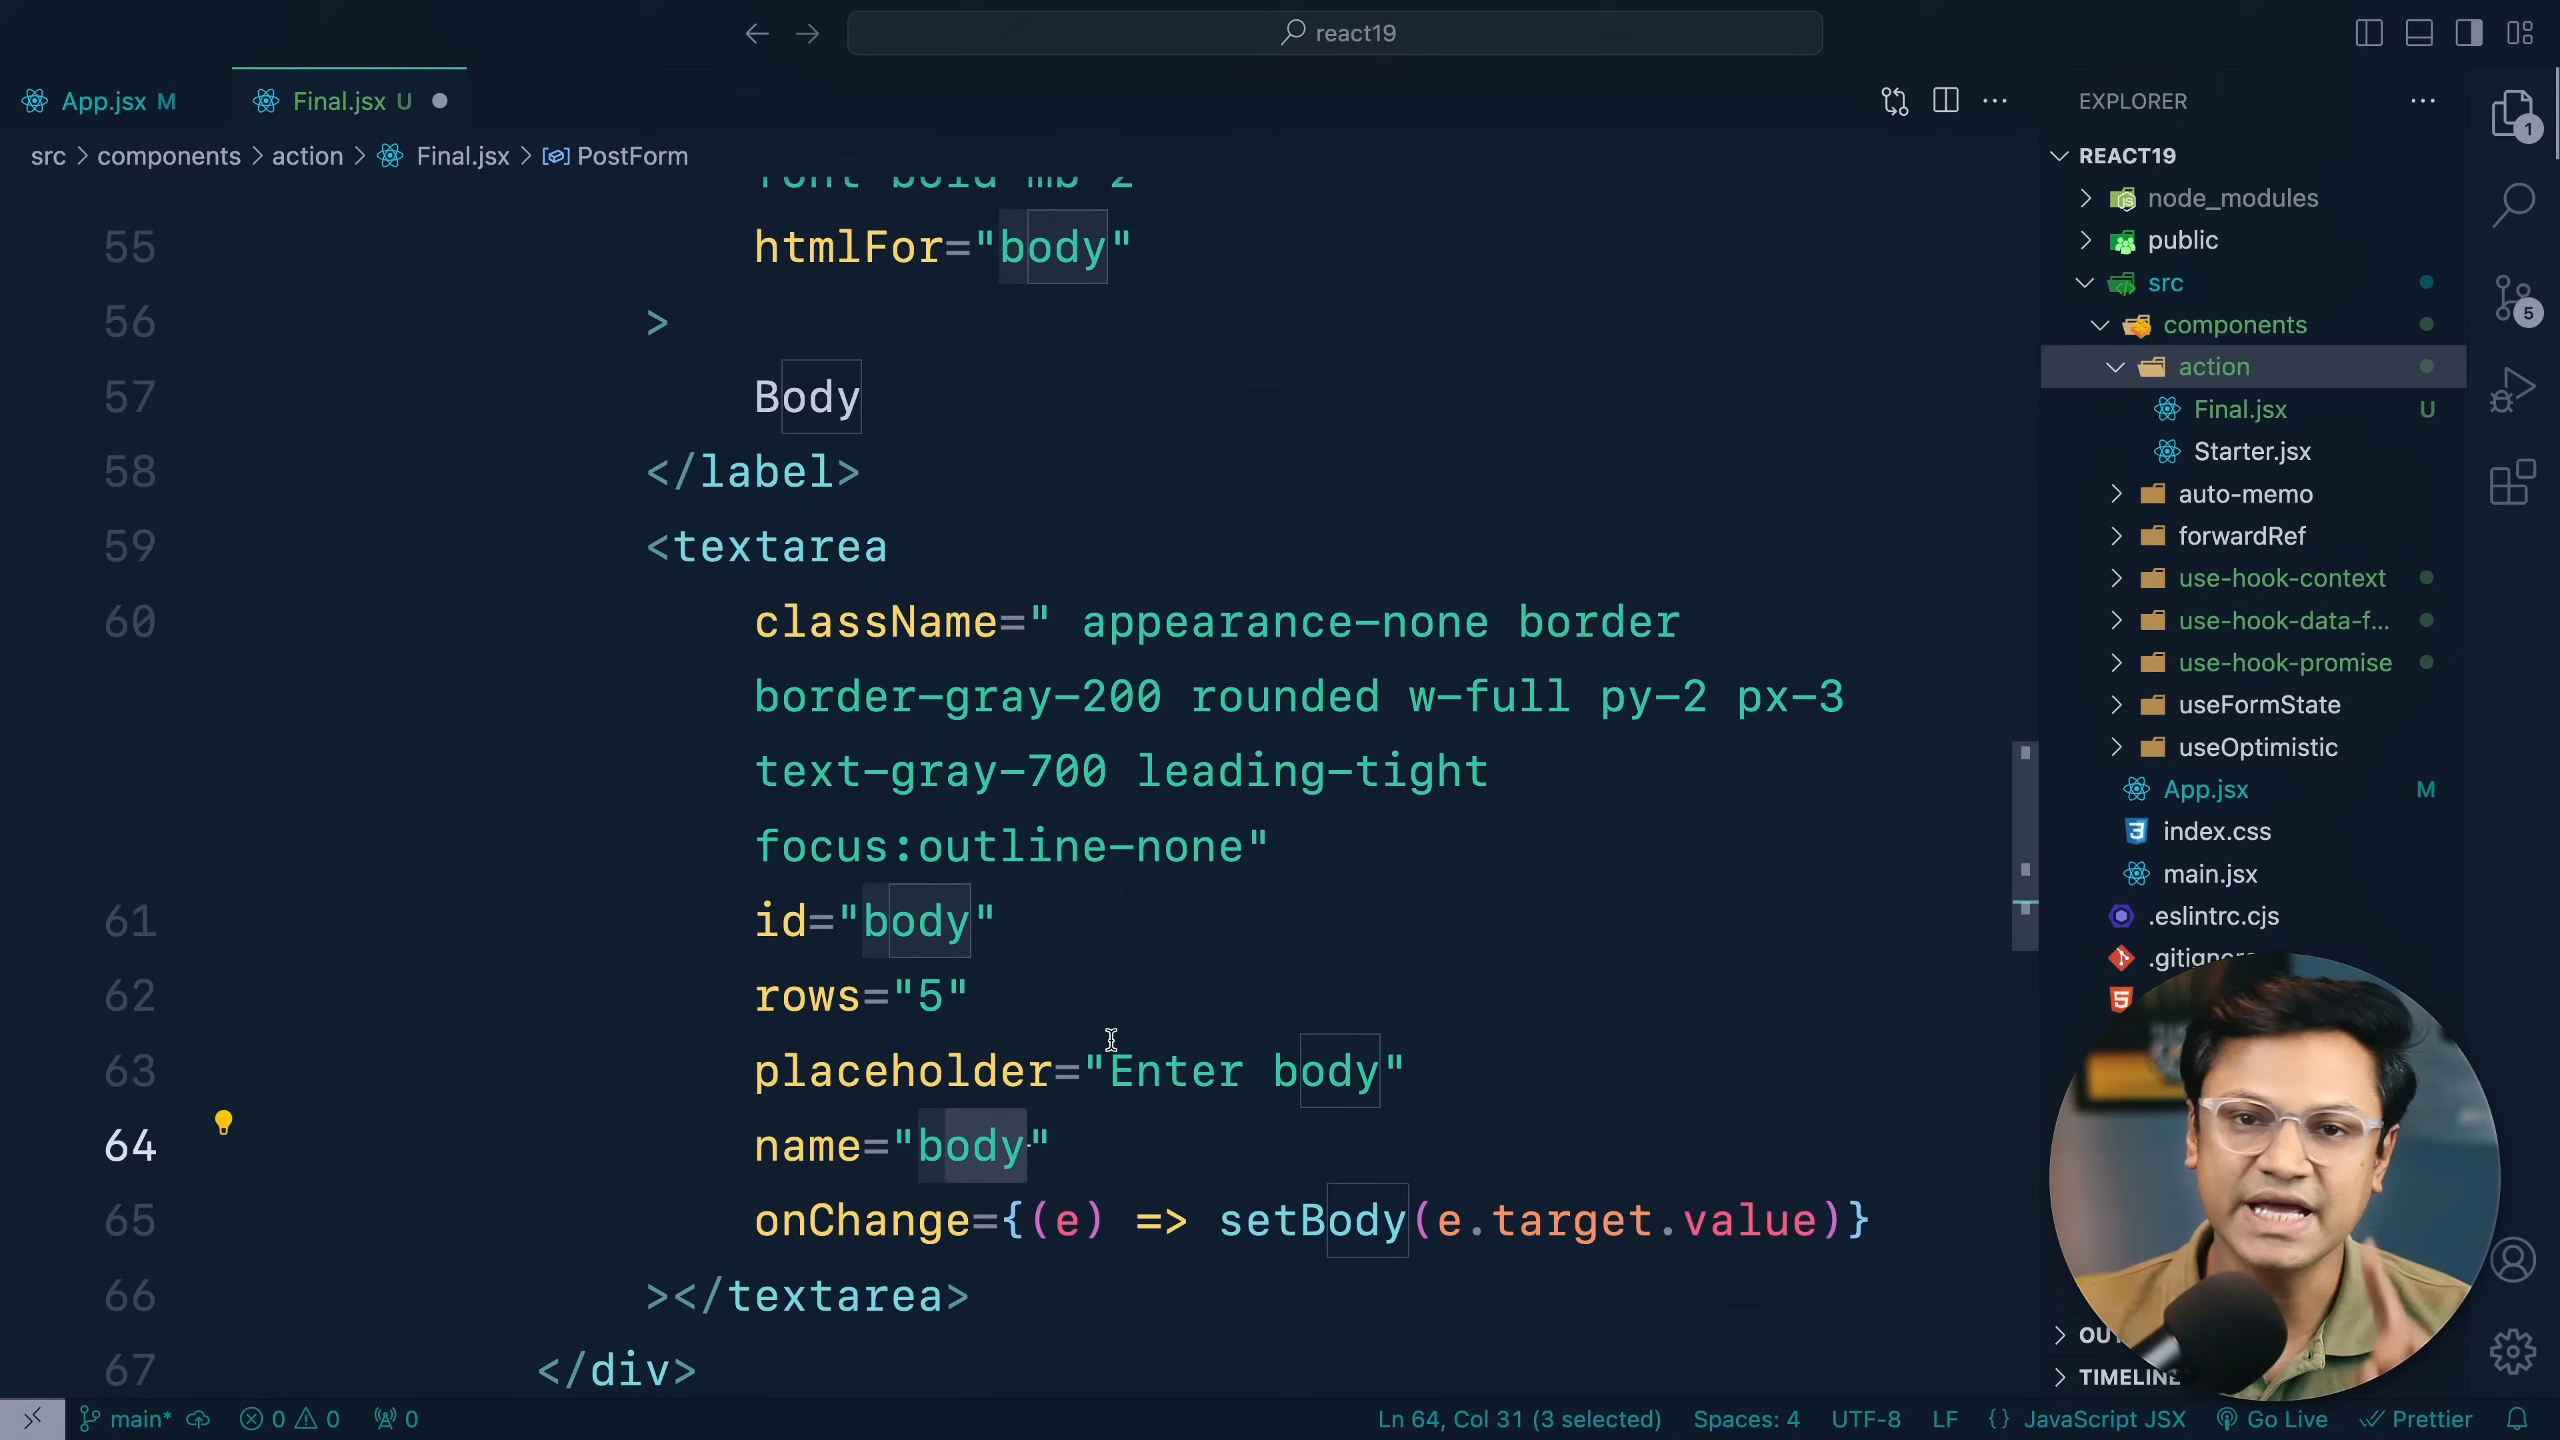 react19
App.jsx M
Final.jsx U
src > components > action > Final.jsx > PostForm
EXPLORER
REACT19
node_modules
public
src
components
action
Final.jsx U
Starter.jsx
auto-memo
forwardRef
use-hook-context
use-hook-data-f...
use-hook-promise
useFormState
useOptimistic
App.jsx M
index.css
main.jsx
.eslintrc.cjs
TIMELINE
1
5
font bold mb 2
55 htmlFor="body"
56 >
57 Body
58 </label>
59 <textarea
60 className=" appearance-none border
border-gray-200 rounded w-full py-2 px-3
text-gray-700 leading-tight
focus:outline-none"
61 id="body"
62 rows="5"
63 placeholder="Enter body"
64 name="body"
65 onChange={(e) => setBody(e.target.value)}
66 ></textarea>
67 </div>
main* 0 0 0
Ln 64, Col 31 (3 selected) Spaces: 4 UTF-8 LF {} JavaScript JSX Go Live Prettier